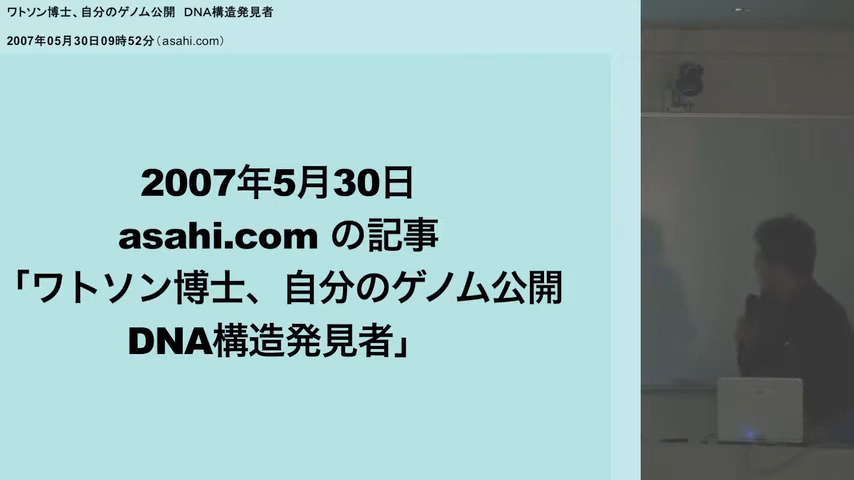 ワトソン博士、自分のゲノム公開　DNA構造発見者
2007年05月30日09時52分（asahi.com）
2007年5月30日
asahi.com の記事
「ワトソン博士、自分のゲノム公開
DNA構造発見者」